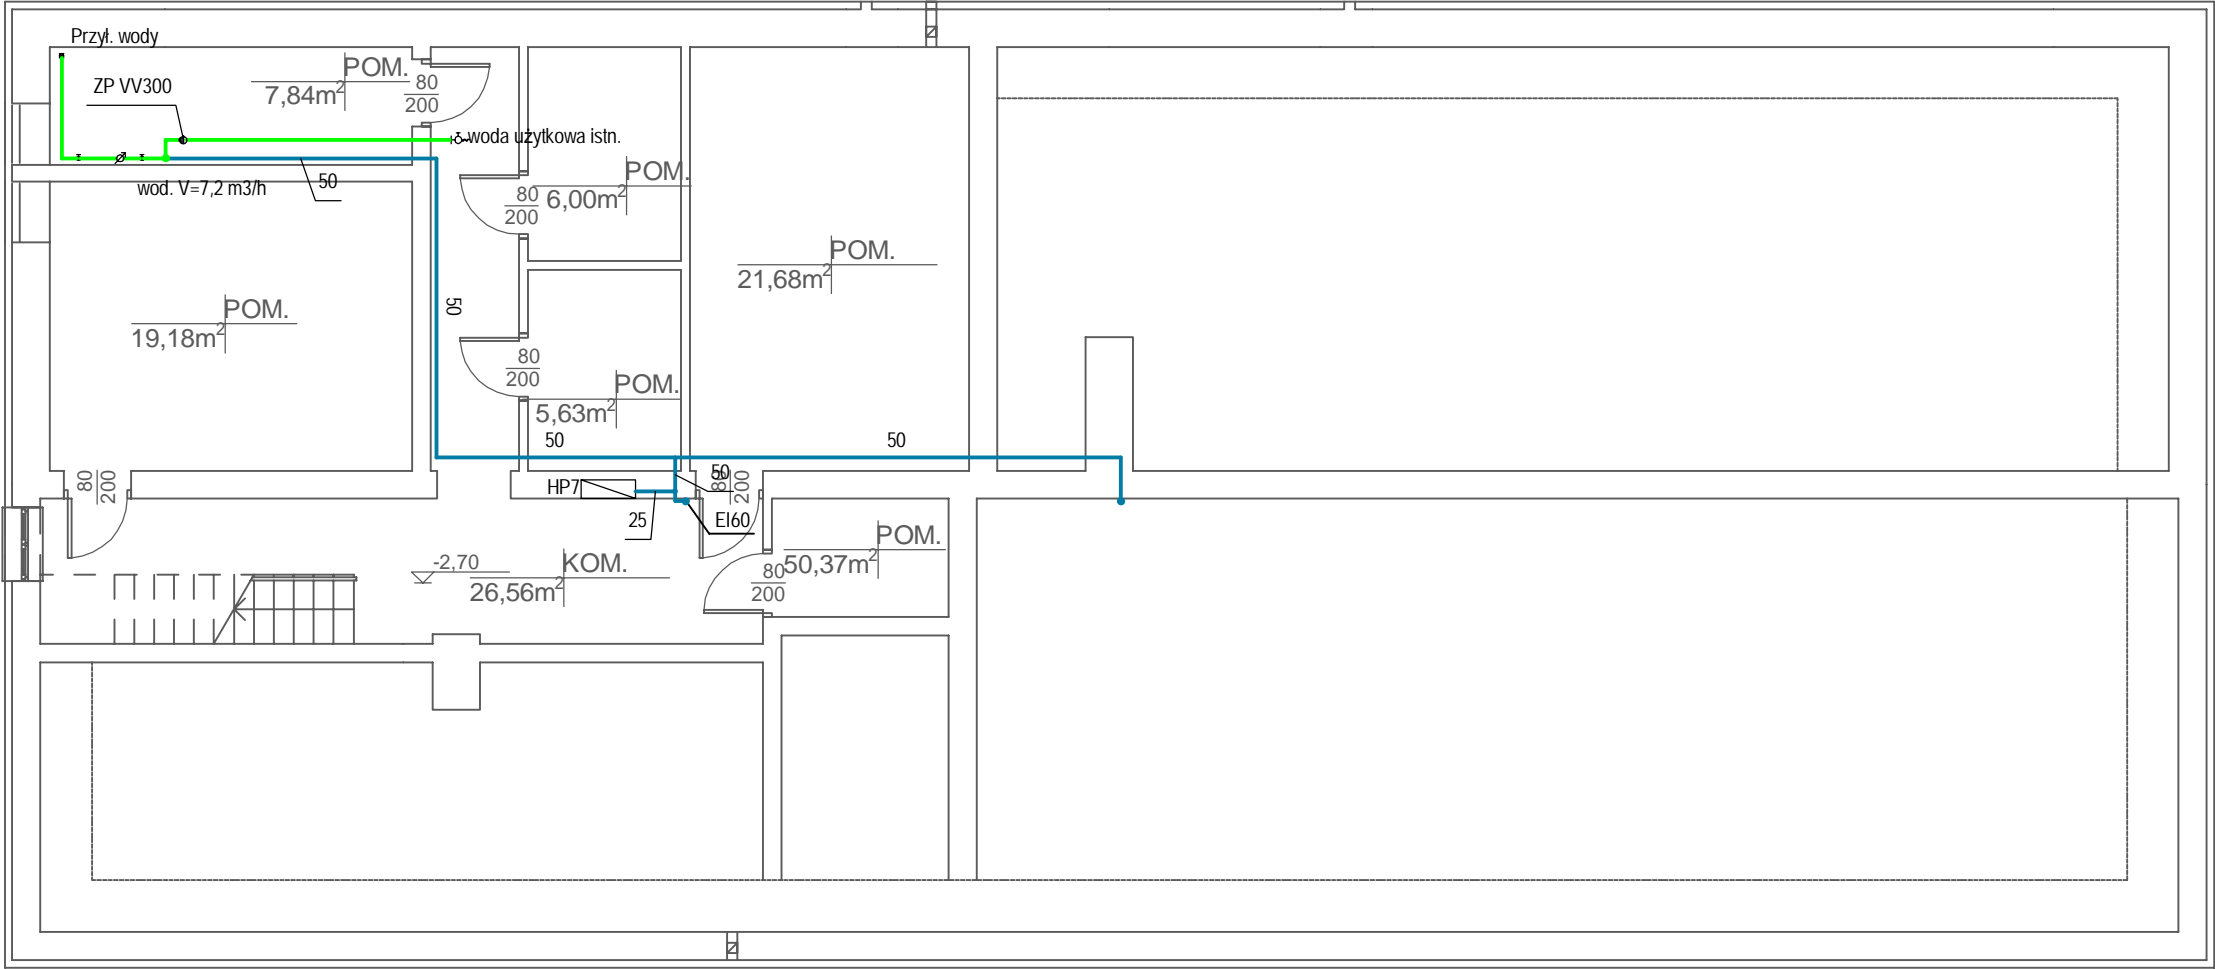 Przył. wody
POM.
7,84m²
80
200
ZP VV300
woda użytkowa istn.
wod. V=7,2 m3/h
50
POM.
6,00m²
80
200
POM.
21,68m²
POM.
19,18m²
50
80
200
POM.
5,63m²
50
50
80
200
HP7
50
80
200
25
EI60
POM.
50,37m²
80
200
-2,70
KOM.
26,56m²